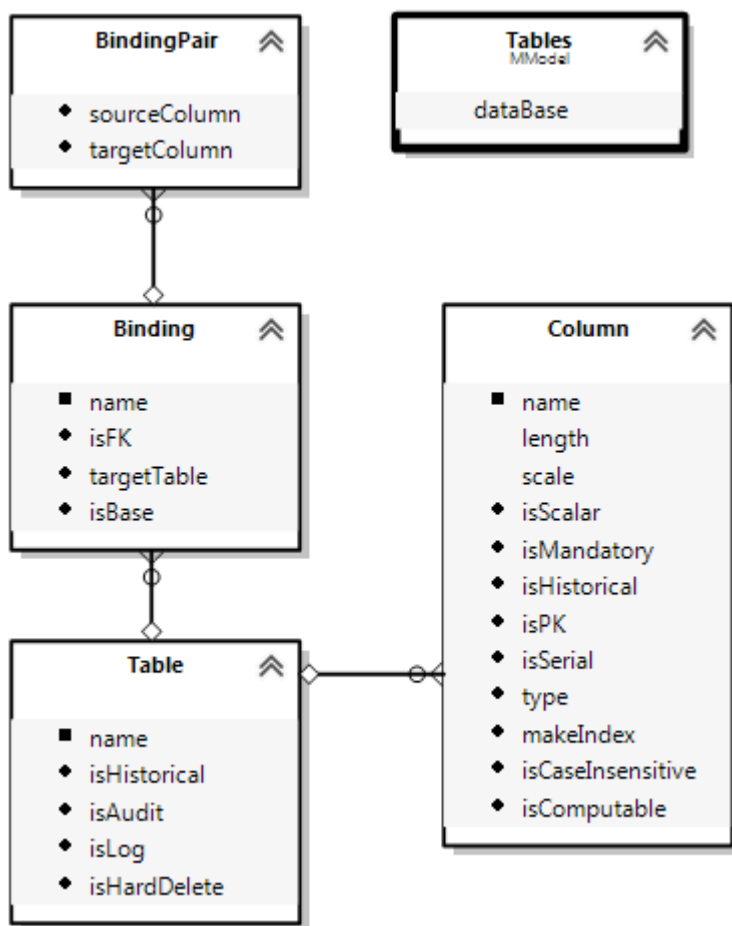 BindingPair
sourceColumn
targetColumn
Tables
MModel
dataBase
Binding
name
isFK
targetTable
isBase
Column
name
length
scale
isScalar
isMandatory
isHistorical
isPK
isSerial
type
makeIndex
isCaseInsensitive
isComputable
Table
name
isHistorical
isAudit
isLog
isHardDelete